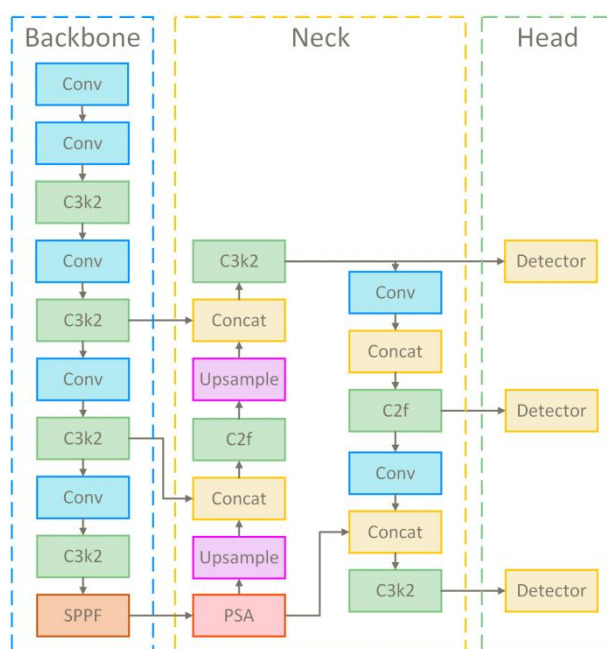 Backbone
Conv
Conv
C3k2
Conv
C3k2
Conv
C3k2
Conv
C3k2
SPPF
Neck
C3k2
Concat
Upsample
C2f
Concat
Upsample
PSA
Conv
Concat
C2f
Conv
Concat
C3k2
Head
Detector
Detector
Detector